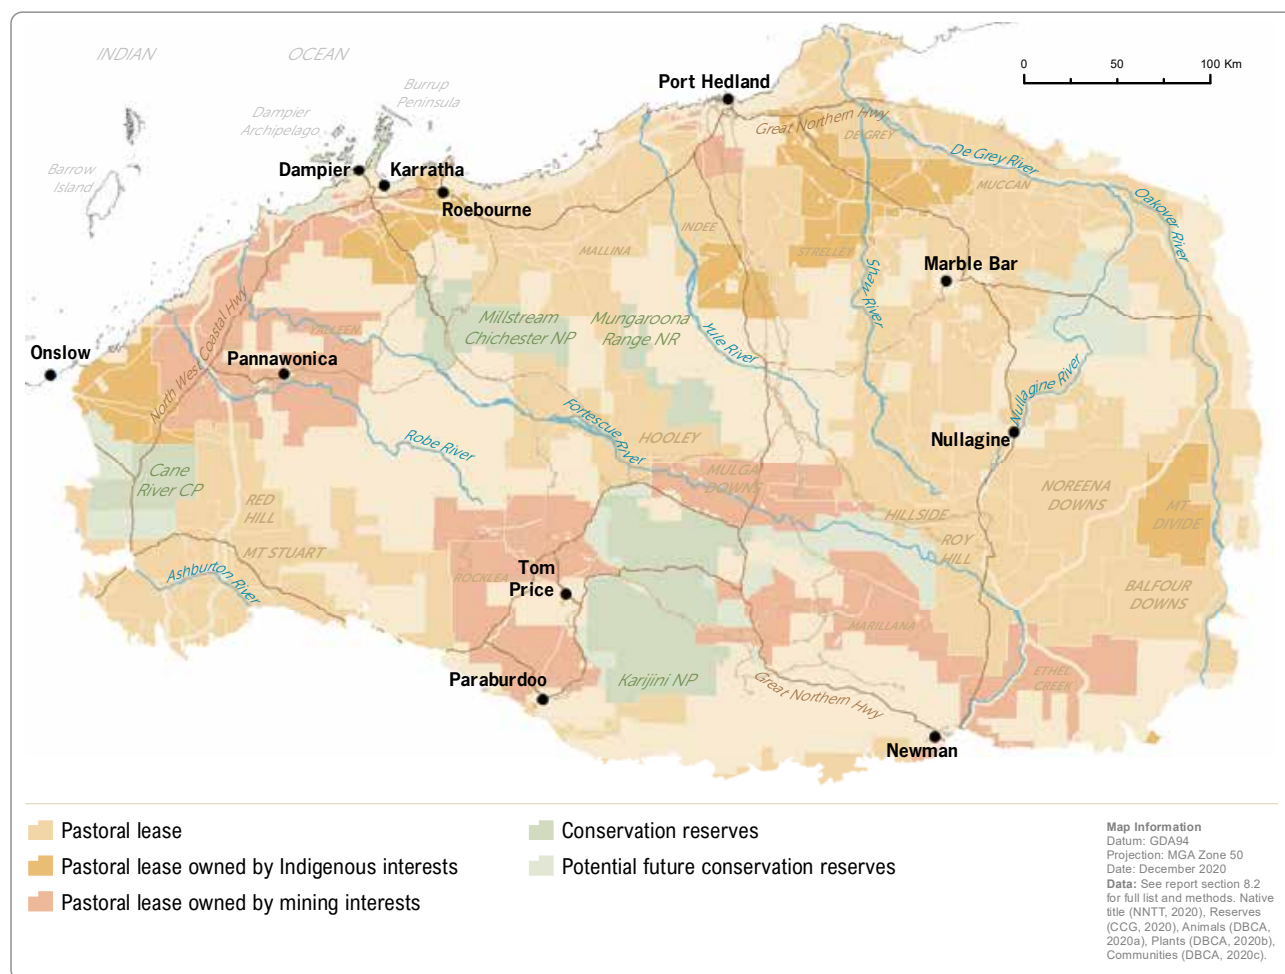 INDIAN
OCEAN
Burrup
Peninsula
Dampier
Archipelago
Barrow
Island
0 50 100 Km
Port Hedland
Great Northern Hwy
DE GREY
De Grey River
MUCCAN
Oakover River
Dampier
Karratha
Roebourne
INDEE
MALLINA
STRELLEY
Shaw River
Marble Bar
North West Coastal Hwy
YALLEEN
Millstream
Chichester NP
Mungaroona
Range NR
Yule River
Onslow
Pannawonica
Nullagine River
Fortescue River
Robe River
HOOLEY
Nullagine
Cane
River CP
RED
HILL
MULGA
DOWNS
NOREENA
DOWNS
MT
DIVIDE
HILLSIDE
ROY
HILL
MT STUART
Ashburton River
ROCKLEA
Tom
Price
BALFOUR
DOWNS
MARILLANA
ETHEL
CREEK
Paraburdoo
Karijini NP
Great Northern Hwy
Newman
Pastoral lease
Pastoral lease owned by Indigenous interests
Pastoral lease owned by mining interests
Conservation reserves
Potential future conservation reserves
Map Information
Datum: GDA94
Projection: MGA Zone 50
Date: December 2020
Data: See report section 8.2
for full list and methods. Native
title (NNTT, 2020), Reserves
(CCG, 2020), Animals (DBCA,
2020a), Plants (DBCA, 2020b),
Communities (DBCA, 2020c).